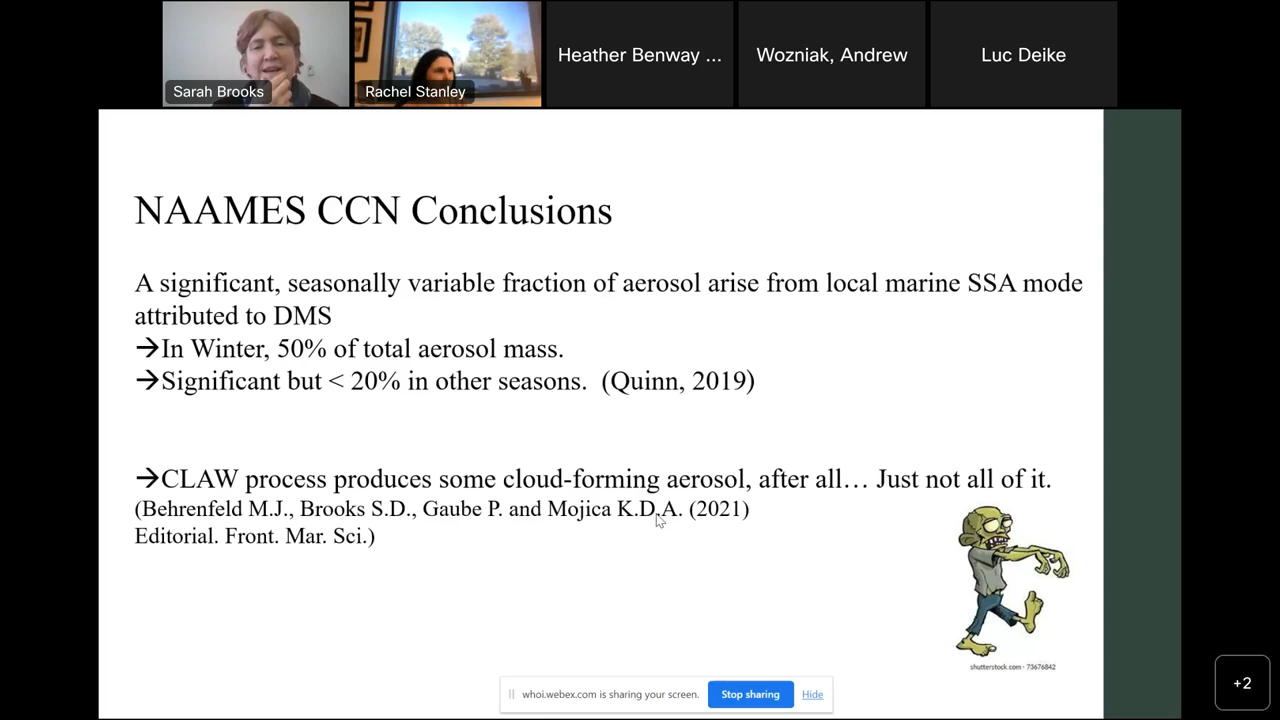 Sarah Brooks
Rachel Stanley
Heather Benway ...
Wozniak, Andrew
Luc Deike
NAAMES CCN Conclusions
A significant, seasonally variable fraction of aerosol arise from local marine SSA mode
attributed to DMS
→In Winter, 50% of total aerosol mass.
→Significant but < 20% in other seasons.  (Quinn, 2019)
→CLAW process produces some cloud-forming aerosol, after all… Just not all of it.
(Behrenfeld M.J., Brooks S.D., Gaube P. and Mojica K.D.A. (2021)
Editorial. Front. Mar. Sci.)
shutterstock.com · 73676842
whoi.webex.com is sharing your screen.
Stop sharing
Hide
+2